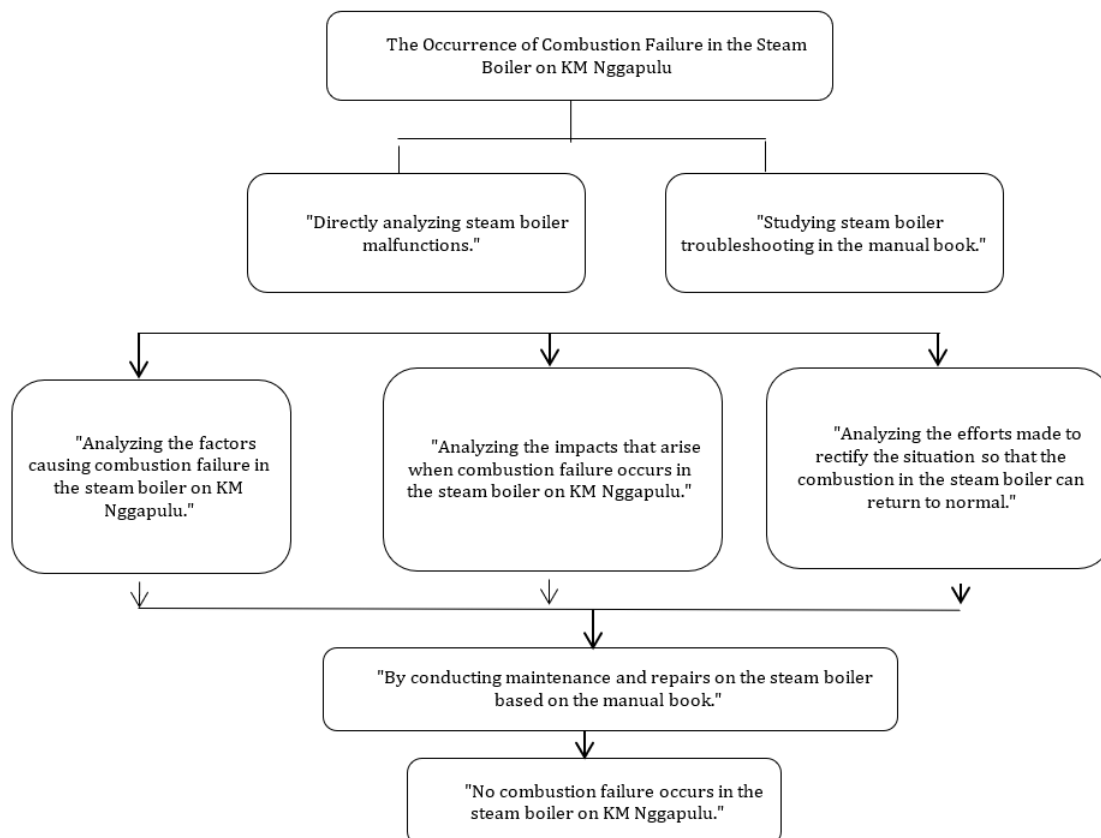 The Occurrence of Combustion Failure in the Steam
Boiler on KM Nggapulu
"Directly analyzing steam boiler
malfunctions."
"Studying steam boiler
troubleshooting in the manual book."
"Analyzing the factors
causing combustion failure in
the steam boiler on KM
Nggapulu."
"Analyzing the impacts that arise
when combustion failure occurs in
the steam boiler on KM Nggapulu."
"Analyzing the efforts made to
rectify the situation so that the
combustion in the steam boiler can
return to normal."
"By conducting maintenance and repairs on the steam boiler
based on the manual book."
"No combustion failure occurs in the
steam boiler on KM Nggapulu."